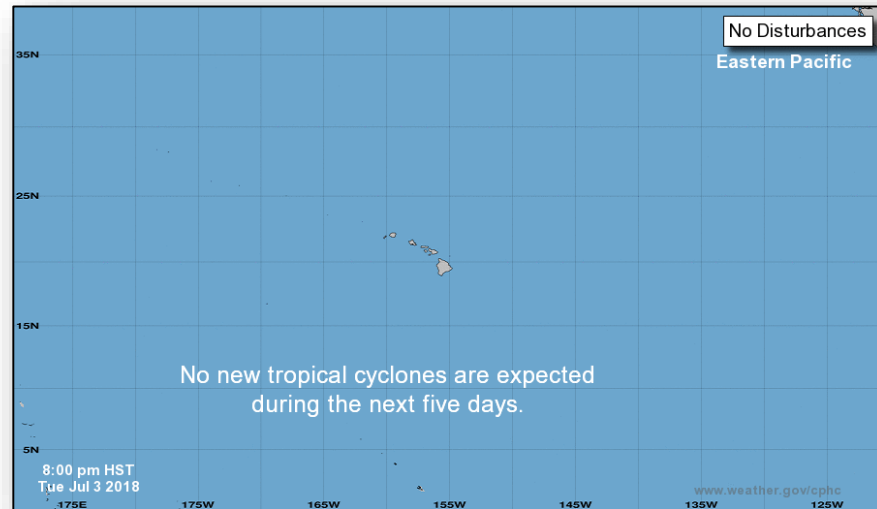 No Disturbances
Eastern Pacific
35N
25N
15N
No new tropical cyclones are expected
during the next five days.
5N
8:00 pm HST
Tue Jul 3 2018
www.weather.gov/cphc
175E
175W
165W
155W
145W
135W
125W